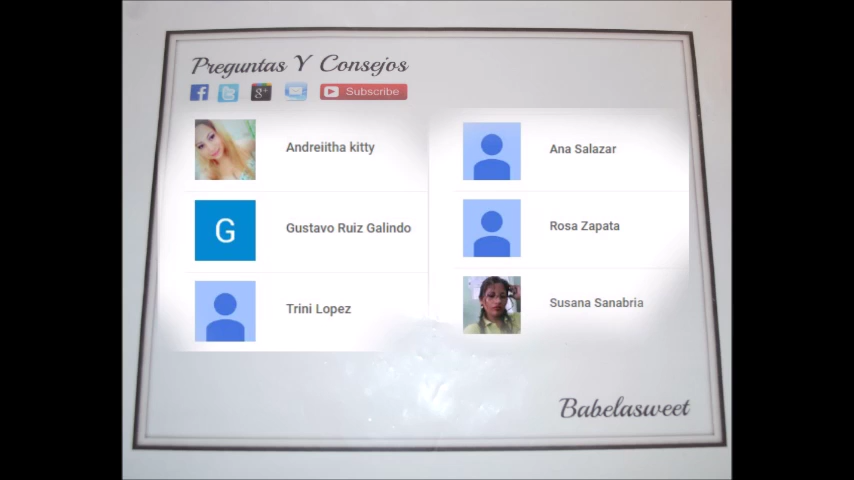 Preguntas Y Consejos
f t g+ Subscribe
Andreiitha kitty
G
Gustavo Ruiz Galindo
Trini Lopez
Ana Salazar
Rosa Zapata
Susana Sanabria
Babelasweet